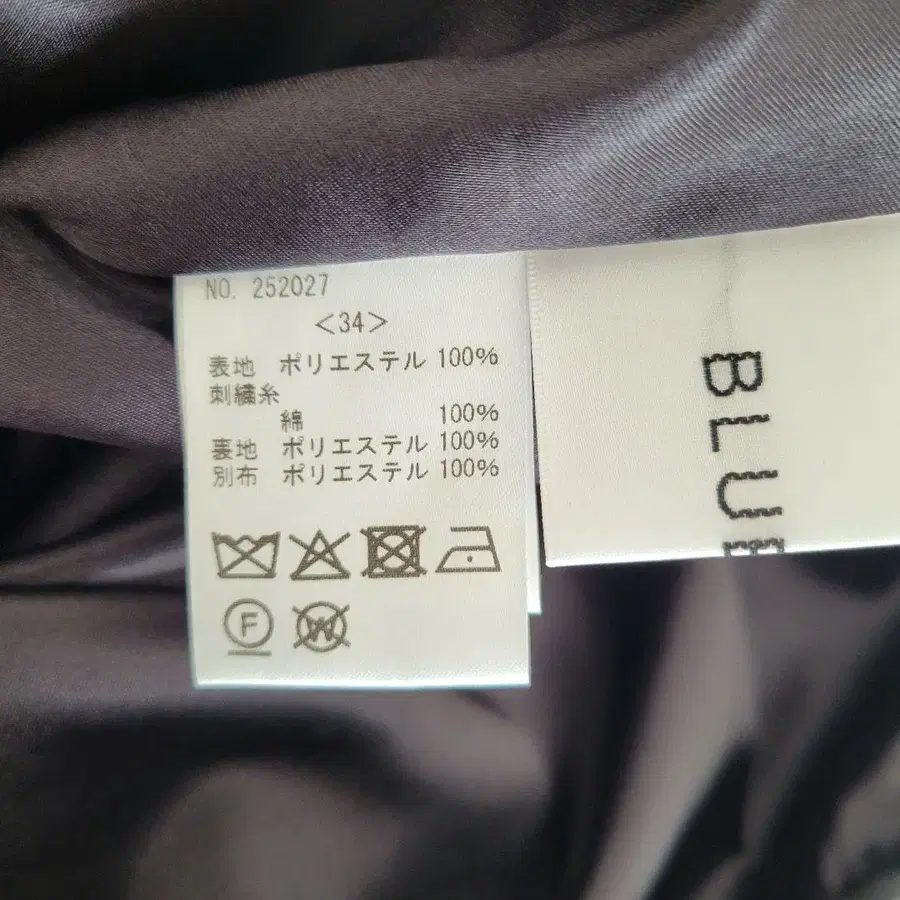 NO. 252027
<34>
表地 ポリエステル 100%
刺繍糸
綿 100%
裏地 ポリエステル 100%
別布 ポリエステル 100%
F
W
BLUE